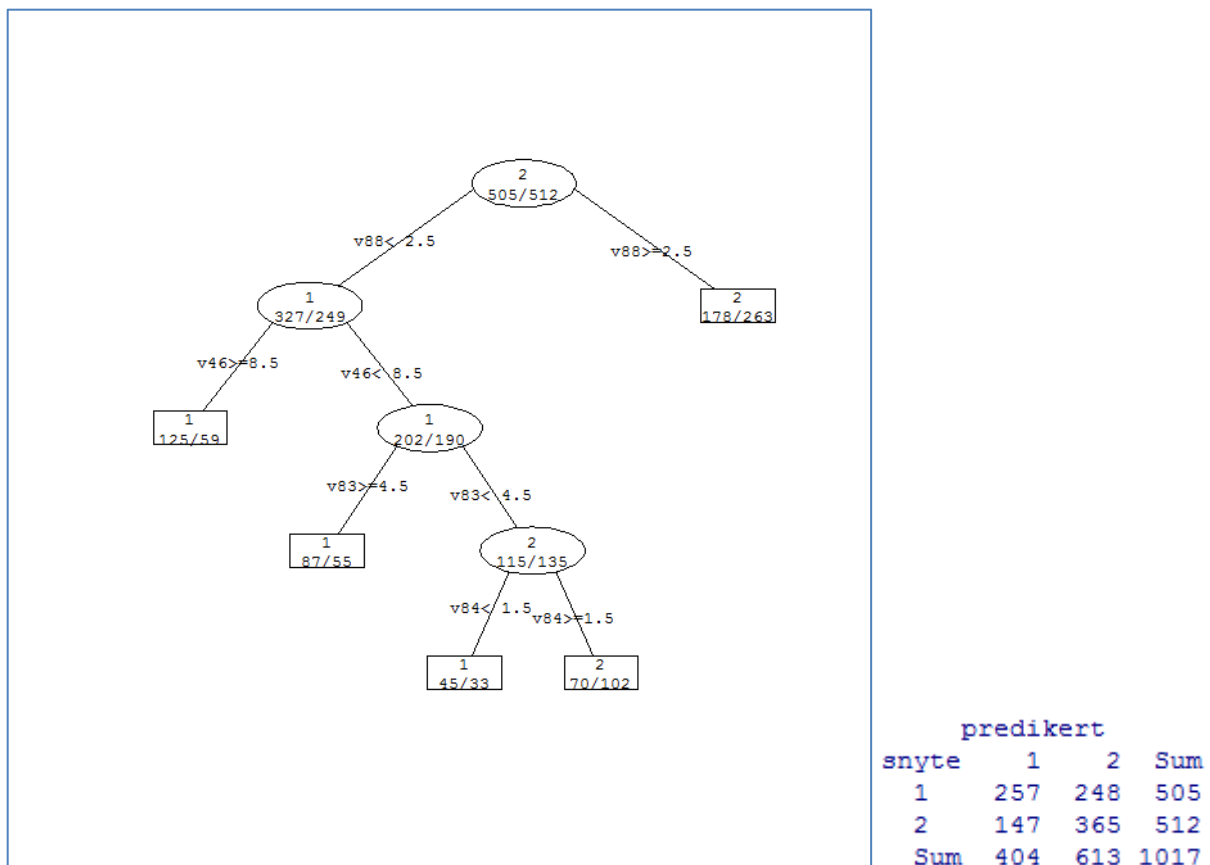 2
505/512
v88< 2.5
v88>=2.5
1
327/249
2
178/263
v46>=8.5
v46< 8.5
1
125/59
1
202/190
v83>=4.5
v83< 4.5
1
87/55
2
115/135
v84< 1.5
v84>=1.5
1
45/33
2
70/102
predikert
snyte 1 2 Sum
1 257 248 505
2 147 365 512
Sum 404 613 1017